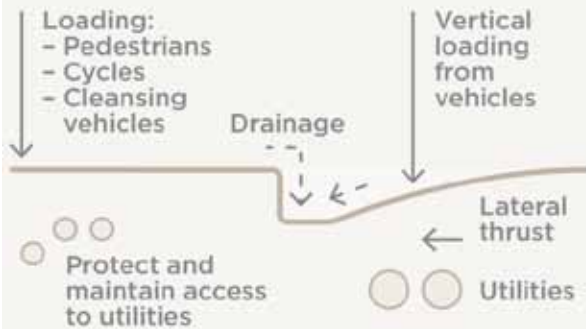 Loading:
– Pedestrians
– Cycles
– Cleansing
vehicles
Vertical
loading
from
vehicles
Drainage
Lateral
thrust
Protect and
maintain access
to utilities
Utilities